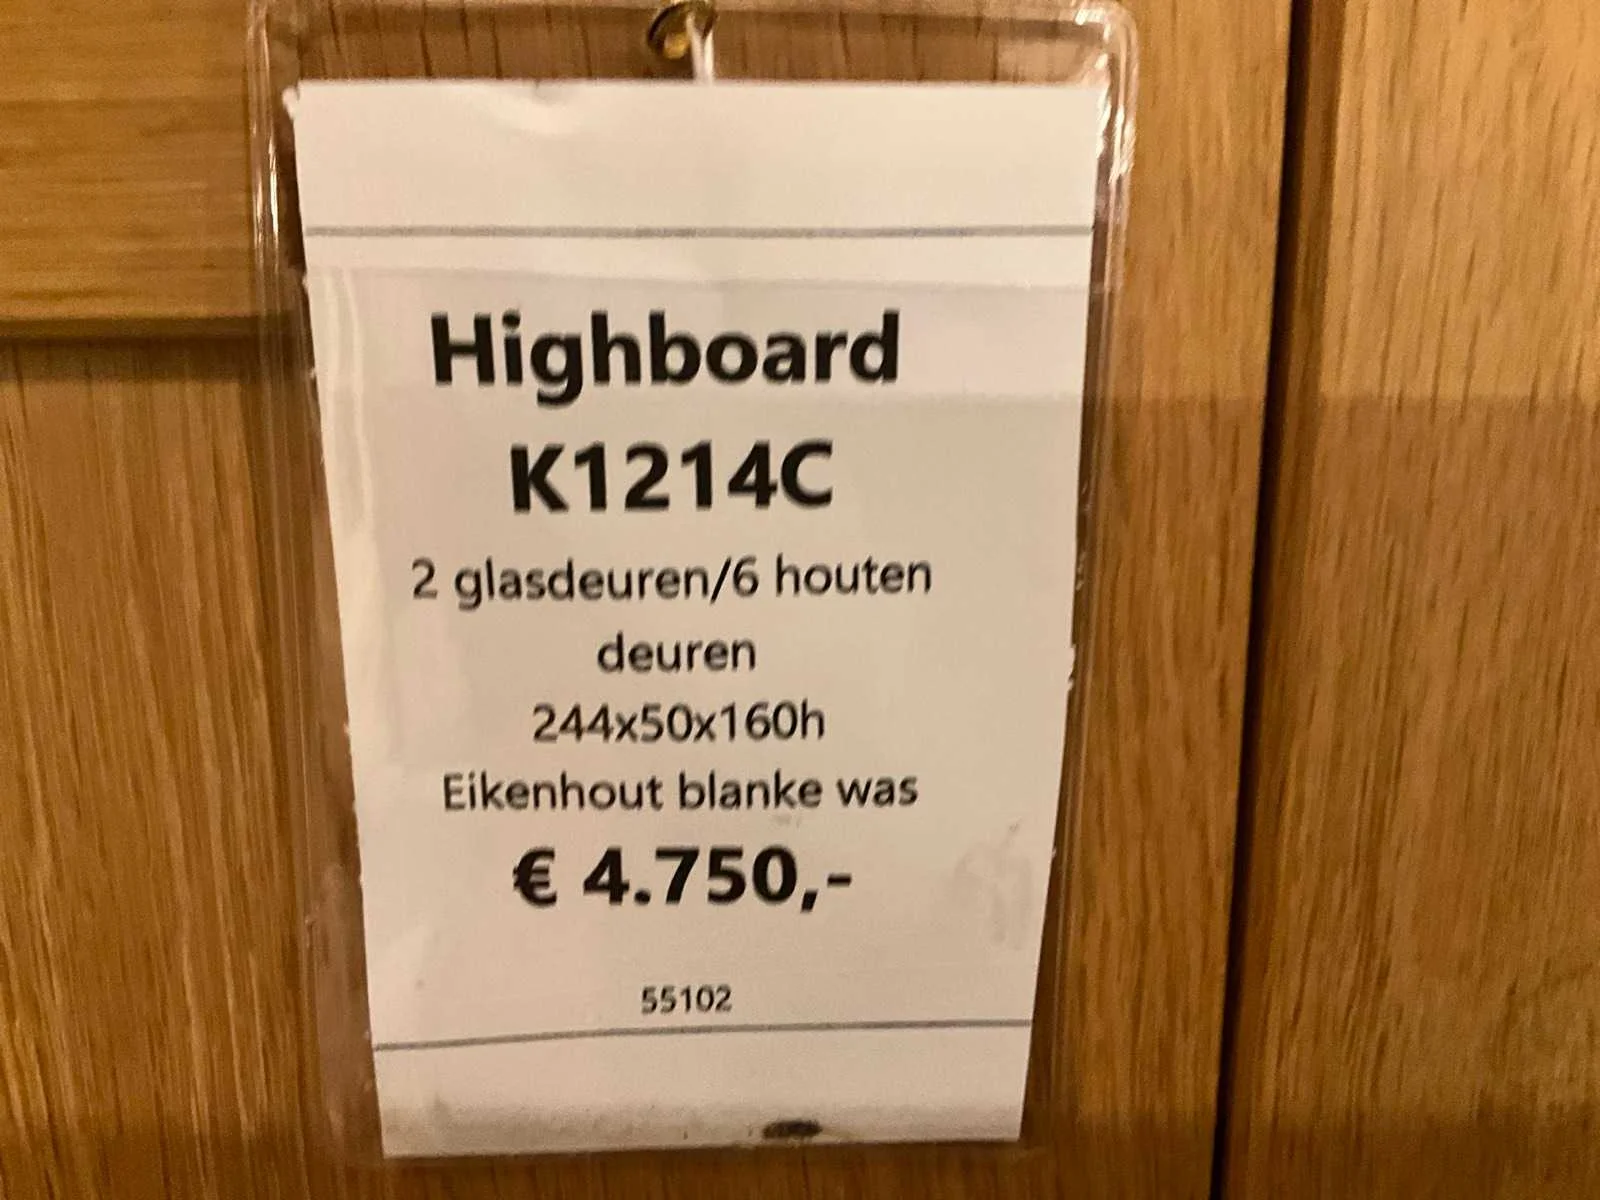 Highboard
K1214C
2 glasdeuren/6 houten
deuren
244x50x160h
Eikenhout blanke was
€ 4.750,-
55102